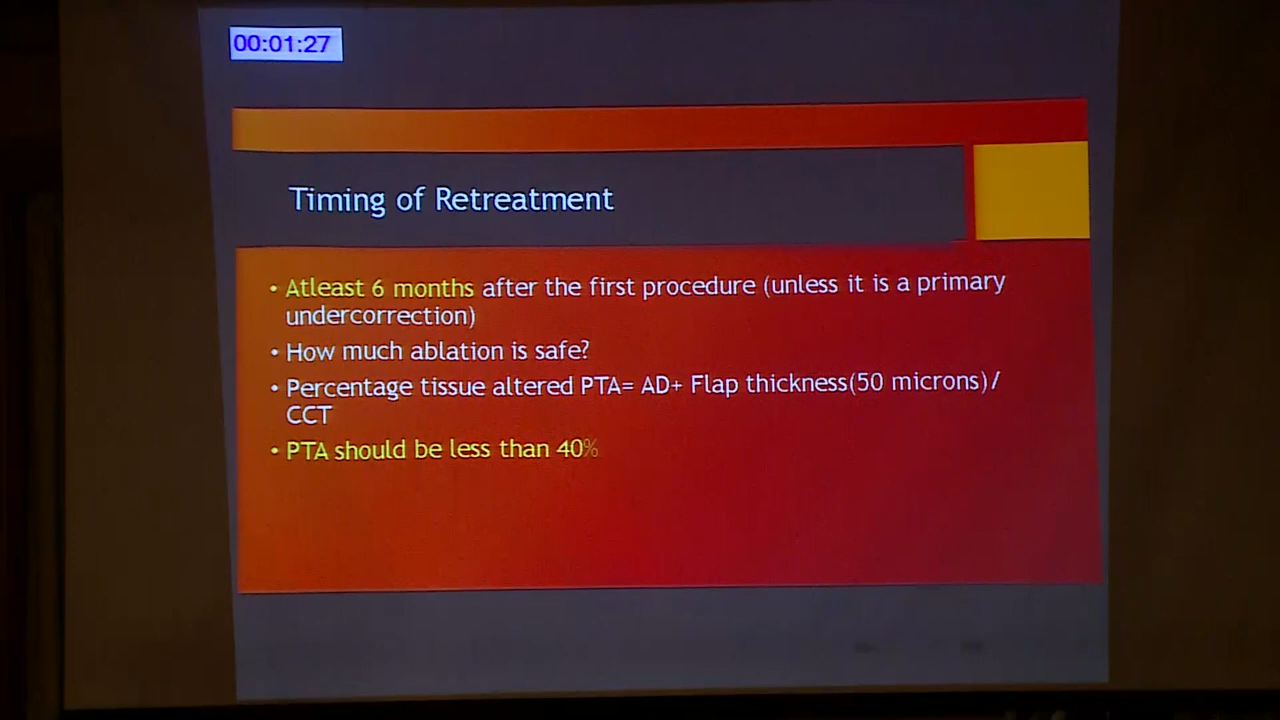 00:01:27
Timing of Retreatment
• Atleast 6 months after the first procedure (unless it is a primary
undercorrection)
• How much ablation is safe?
• Percentage tissue altered PTA= AD+ Flap thickness(50 microns)/
CCT
• PTA should be less than 40%